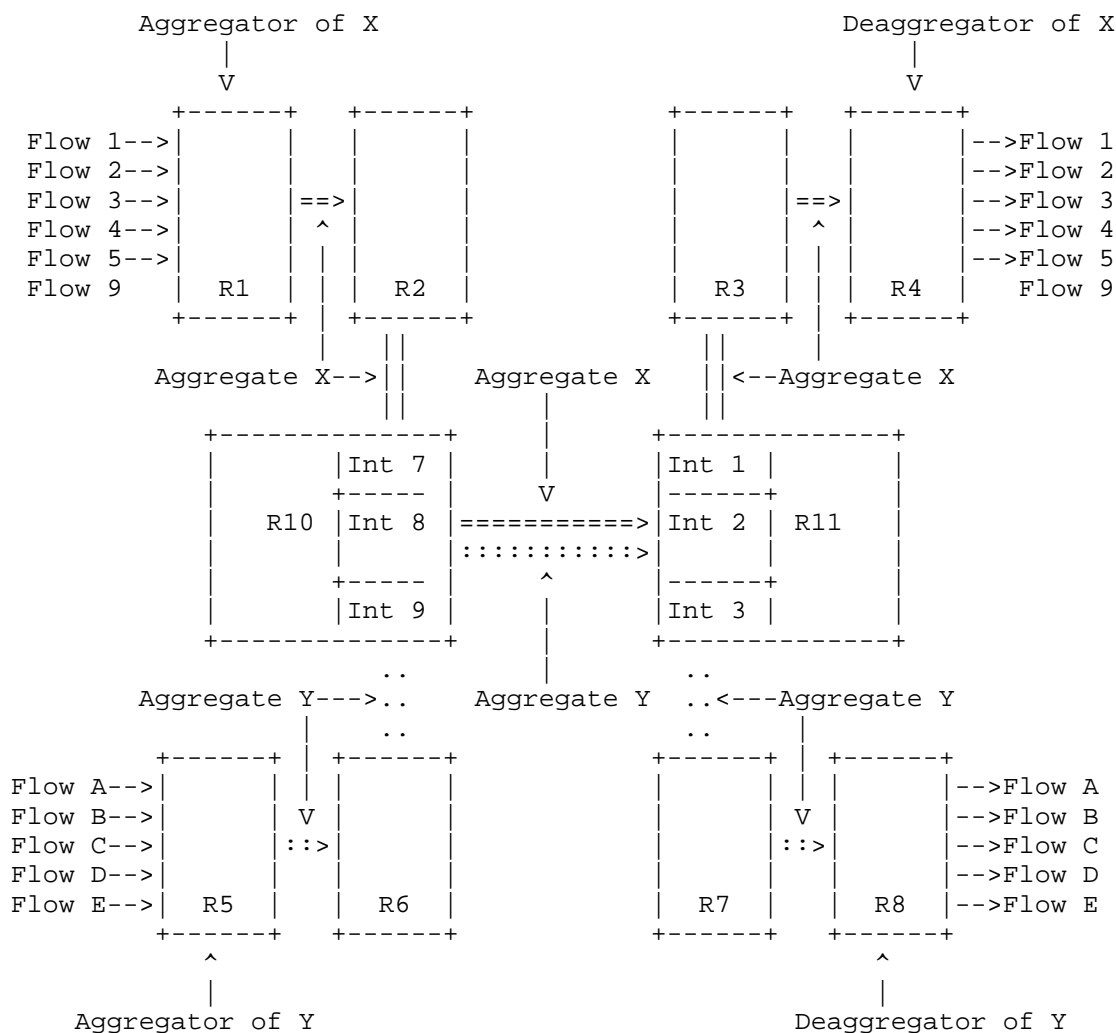 Aggregator of X                          Deaggregator of X
|                                        |
V                                        V
+------+   +------+            +------+   +------+
Flow 1-->|      |   |      |            |      |   |      |-->Flow 1
Flow 2-->|      |   |      |            |      |   |      |-->Flow 2
Flow 3-->|      |==>|      |            |      |==>|      |-->Flow 3
Flow 4-->|      | ^ |      |            |      | ^ |      |-->Flow 4
Flow 5-->|      | | |      |            |      | | |      |-->Flow 5
Flow 9   |  R1  | | |  R2  |            |  R3  | | |  R4  |   Flow 9
+------+ | +------+            +------+ | +------+
|   ||                    ||    |
Aggregate X-->||    Aggregate X   ||<--Aggregate X
||         |          ||
+--------------+     |      +--------------+
|       |Int 7 |     |      |Int 1 |       |
|       +----- |     V      |------+       |
|   R10 |Int 8 |===========>|Int 2 | R11   |
|       |      |:::::::::::>|      |       |
|       +----- |     ^      |------+       |
|       |Int 9 |     |      |Int 3 |       |
+--------------+     |      +--------------+
..         |          ..
Aggregate Y--->..    Aggregate Y  ..<---Aggregate Y
|    ..                    ..     |
+------+ | +------+            +------+ | +------+
Flow A-->|      | | |      |            |      | | |      |-->Flow A
Flow B-->|      | V |      |            |      | V |      |-->Flow B
Flow C-->|      |::>|      |            |      |::>|      |-->Flow C
Flow D-->|      |   |      |            |      |   |      |-->Flow D
Flow E-->|  R5  |   |  R6  |            |  R7  |   |  R8  |-->Flow E
+------+   +------+            +------+   +------+
^                                        ^
|                                        |
Aggregator of Y                          Deaggregator of Y